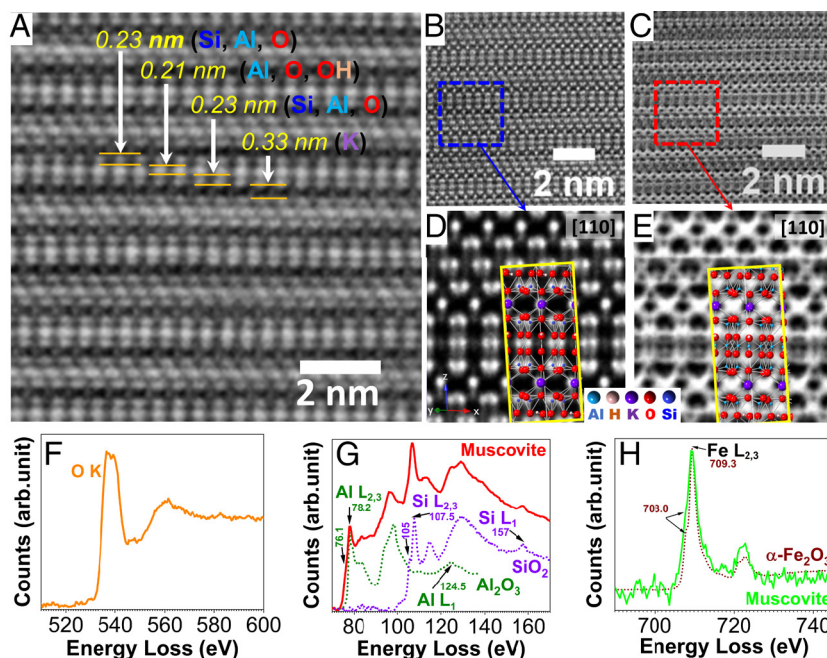 A
0.23 nm (Si, Al, O)
0.21 nm (Al, O, OH)
0.23 nm (Si, Al, O)
0.33 nm (K)
2 nm
B
2 nm
C
2 nm
D
[110]
z
y
x
E
[110]
Al H K O Si
F
O K
Counts (arb.unit)
520 540 560 580 600
Energy Loss (eV)
G
Muscovite
Al L2,3
78.2
76.1
Si L2,3
107.5
105
Si L1
157
SiO2
Al2O3
Al L1
124.5
Counts (arb.unit)
80 100 120 140 160
Energy Loss (eV)
H
Fe L2,3
709.3
703.0
α-Fe2O3
Muscovite
Counts (arb.unit)
700 720 740
Energy Loss (eV)